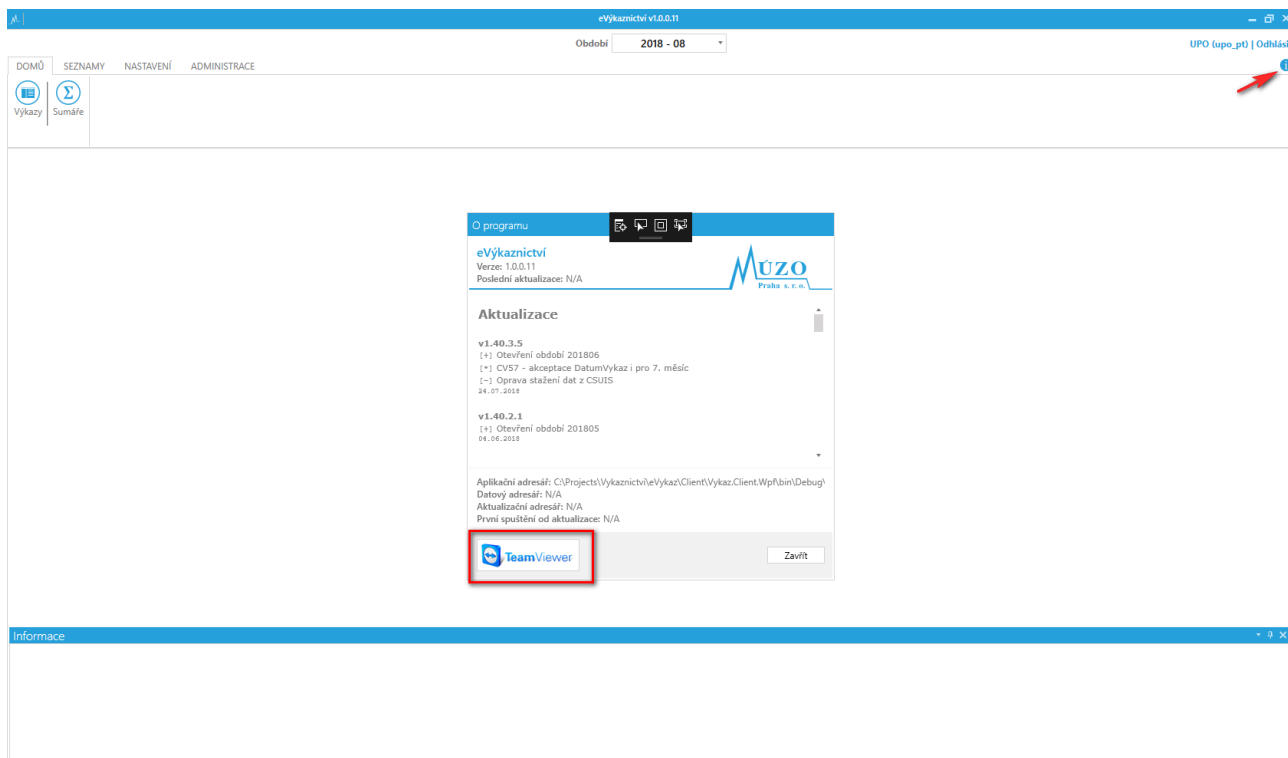 eVýkaznictví v1.0.0.11
Období 2018 - 08
UPO (upo_pt) | Odhlási
DOMŮ SEZNAMY NASTAVENÍ ADMINISTRACE
Výkazy Sumáře
O programu
eVýkaznictví
Verze: 1.0.0.11
Poslední aktualizace: N/A
MÚZO
Praha s. r. o.
Aktualizace
v1.40.3.5
[+] Otevření období 201806
[*] CV57 - akceptace DatumVykaz i pro 7. měsíc
[-] Oprava stažení dat z CSUIS
24.07.2018
v1.40.2.1
[+] Otevření období 201805
06.06.2018
Aplikační adresář: C:\Projects\Vykaznictvi\eVykaz\Client\Vykaz.Client.Wpf\bin\Debug\
Datový adresář: N/A
Aktualizační adresář: N/A
První spuštění od aktualizace: N/A
TeamViewer
Zavřít
Informace